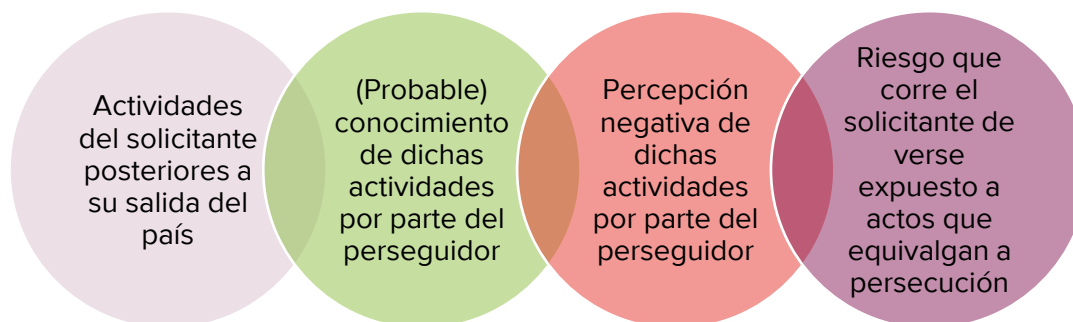 Actividades
del solicitante
posteriores a
su salida del
país
(Probable)
conocimiento
de dichas
actividades
por parte del
perseguidor
Percepción
negativa de
dichas
actividades
por parte del
perseguidor
Riesgo que
corre el
solicitante de
verse
expuesto a
actos que
equivalgan a
persecución